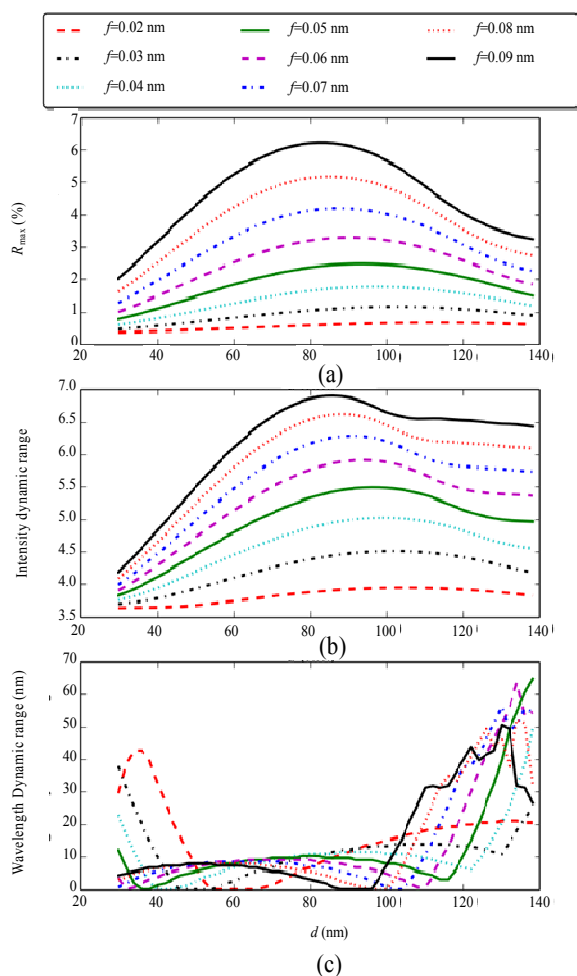 f=0.02 nm f=0.05 nm f=0.08 nm
f=0.03 nm f=0.06 nm f=0.09 nm
f=0.04 nm f=0.07 nm
7
6
5
4
3
2
1
0
R max (%)
20 40 60 80 100 120 140
(a)
7.0
6.5
6.0
5.5
5.0
4.5
4.0
3.5
Intensity dynamic range
20 40 60 80 100 120 140
(b)
70
60
50
40
30
20
10
0
Wavelength Dynamic range (nm)
20 40 60 80 100 120 140
d (nm)
(c)